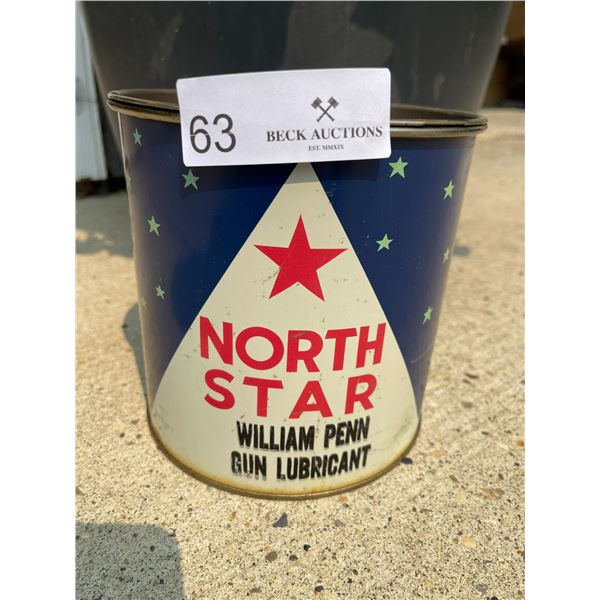 63
BECK AUCTIONS
EST. MMXIX
NORTH
STAR
WILLIAM PENN
GUN LUBRICANT